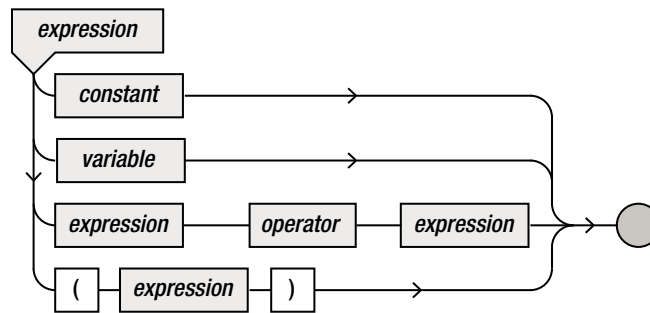 expression
constant
variable
expression operator expression
( expression )